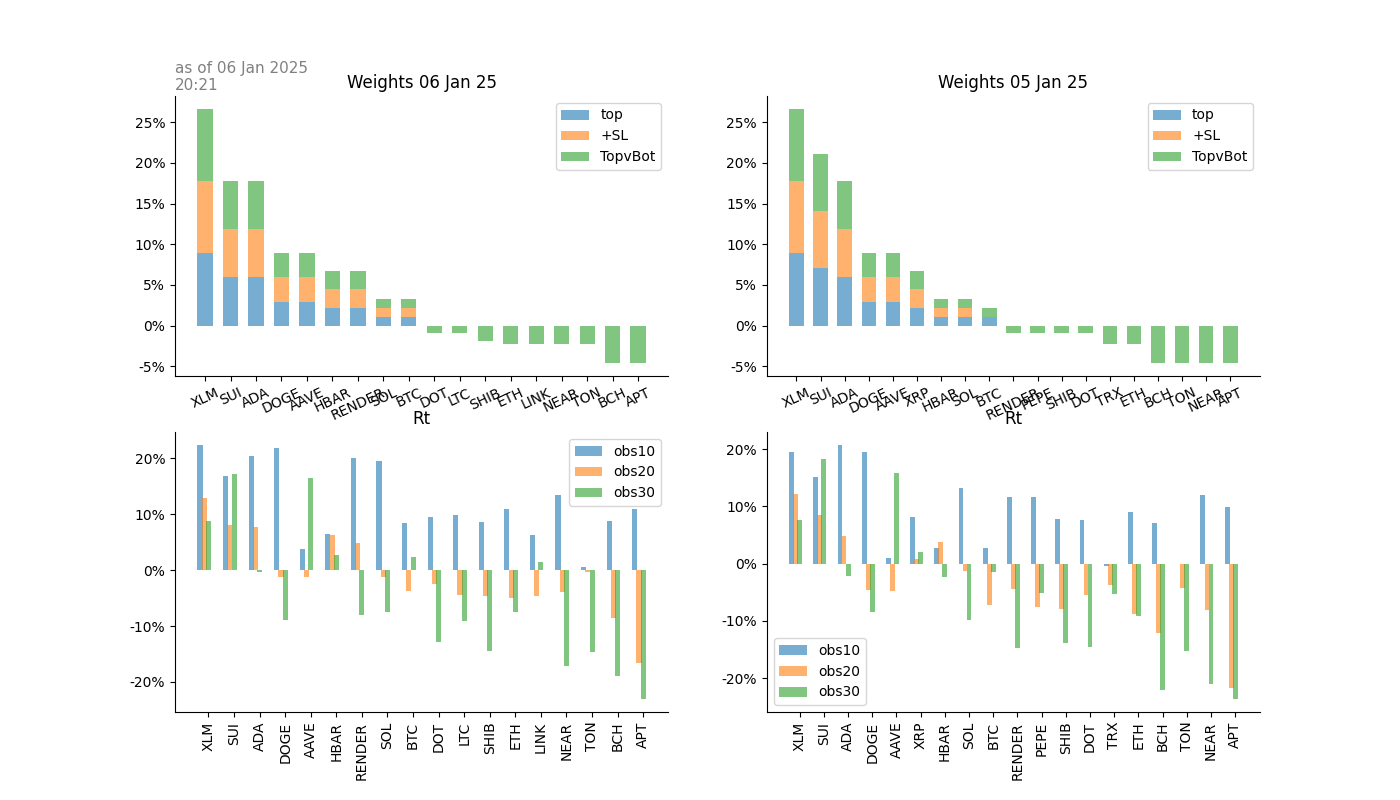 as of 06 Jan 2025
20:21
Weights 06 Jan 25
25%
20%
15%
10%
5%
0%
-5%
top
+SL
TopvBot
XLM SUI ADA DOGE AAVE HBAR RENDER SOL BTC DOT LTC SHIB ETH LINK NEAR TON BCH APT
Weights 05 Jan 25
25%
20%
15%
10%
5%
0%
-5%
top
+SL
TopvBot
XLM SUI ADA DOGE AAVE XRP HBAR SOL BTC RENDER PEPE SHIB DOT TRX ETH BCH TON NEAR APT
Rt
20%
10%
0%
-10%
-20%
obs10
obs20
obs30
XLM SUI ADA DOGE AAVE HBAR RENDER SOL BTC DOT LTC SHIB ETH LINK NEAR TON BCH APT
Rt
20%
10%
0%
-10%
-20%
obs10
obs20
obs30
XLM SUI ADA DOGE AAVE XRP HBAR SOL BTC RENDER PEPE SHIB DOT TRX ETH BCH TON NEAR APT